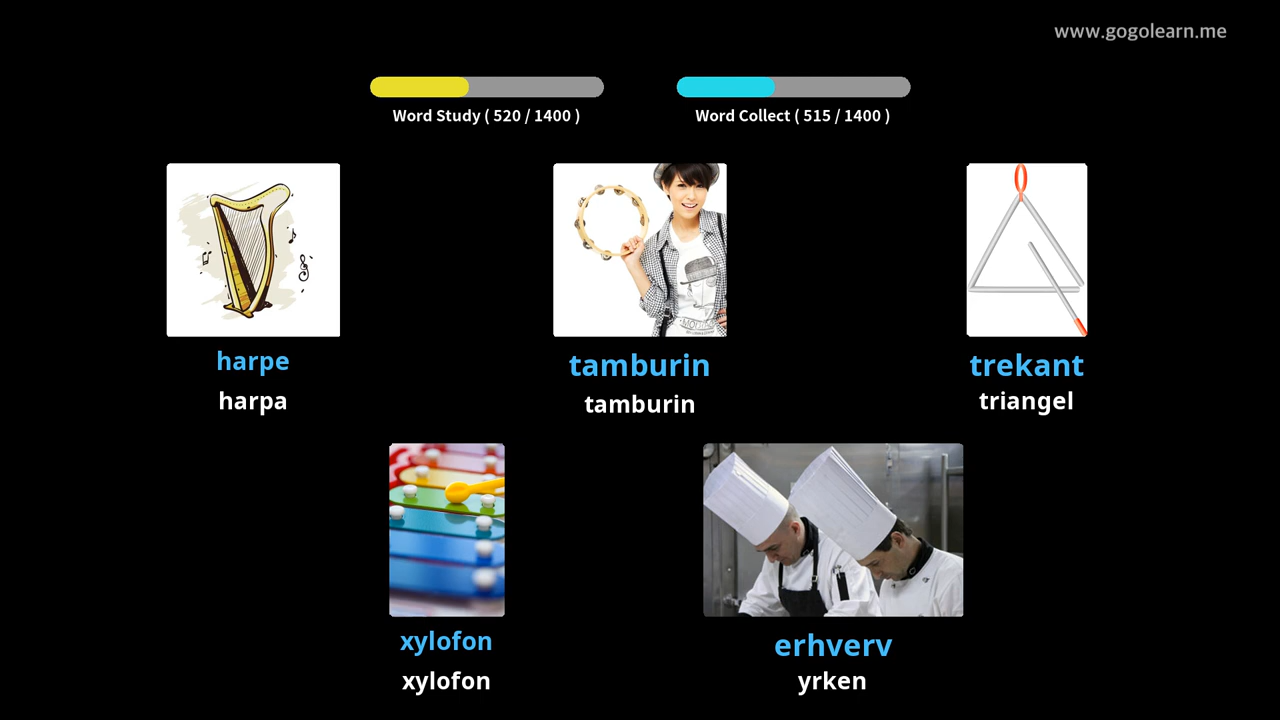 www.gogolearn.me
Word Study ( 520 / 1400 )
Word Collect ( 515 / 1400 )
harpe
harpa
tamburin
tamburin
trekant
triangel
xylofon
xylofon
erhverv
yrken